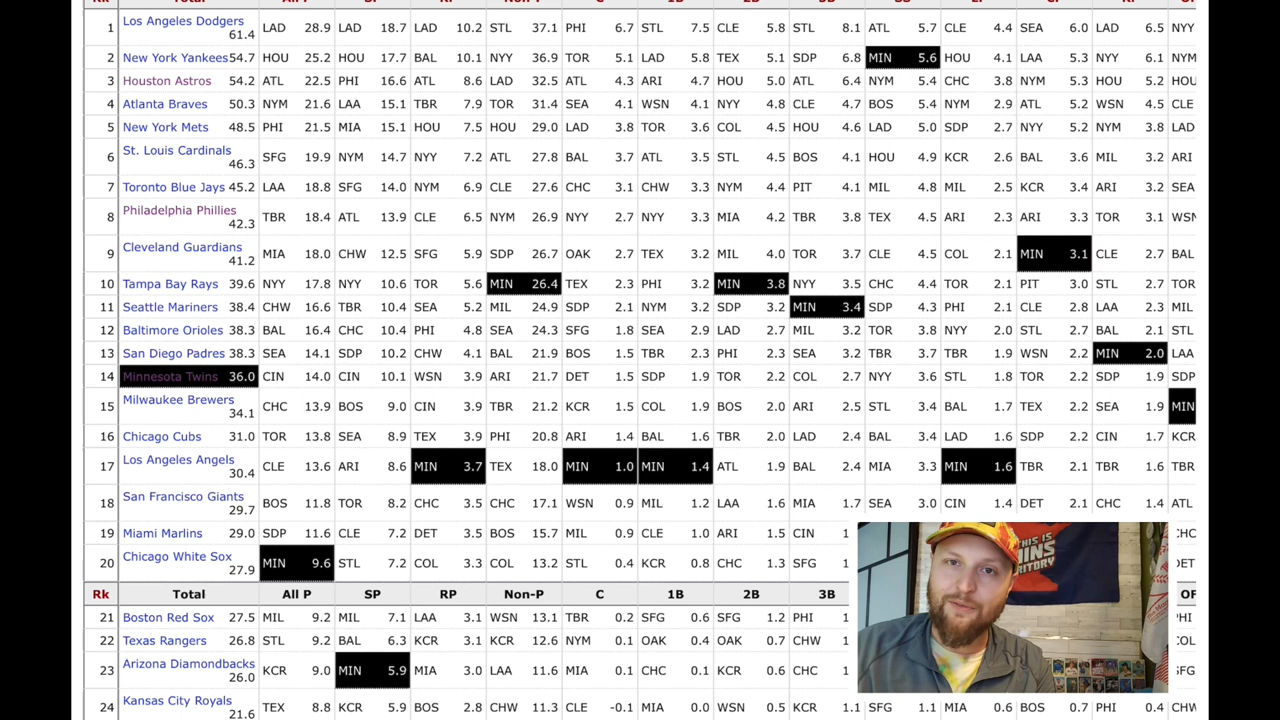 Rk Total All P SP RP Non-P C 1B 2B 3B SS LF CF RF OF
1 Los Angeles Dodgers 61.4 LAD 28.9 LAD 18.7 LAD 10.2 STL 37.1 PHI 6.7 STL 7.5 CLE 5.8 STL 8.1 ATL 5.7 CLE 4.4 SEA 6.0 LAD 6.5 NYY
2 New York Yankees 54.7 HOU 25.2 HOU 17.7 BAL 10.1 NYY 36.9 TOR 5.1 LAD 5.8 TEX 5.1 SDP 6.8 MIN 5.6 HOU 4.1 LAA 5.3 NYY 6.1 NYM
3 Houston Astros 54.2 ATL 22.5 PHI 16.6 ATL 8.6 LAD 32.5 ATL 4.3 ARI 4.7 HOU 5.0 ATL 6.4 NYM 5.4 CHC 3.8 NYM 5.3 HOU 5.2 HOU
4 Atlanta Braves 50.3 NYM 21.6 LAA 15.1 TBR 7.9 TOR 31.4 SEA 4.1 WSN 4.1 NYY 4.8 CLE 4.7 BOS 5.4 NYM 2.9 ATL 5.2 WSN 4.5 CLE
5 New York Mets 48.5 PHI 21.5 MIA 15.1 HOU 7.5 HOU 29.0 LAD 3.8 TOR 3.6 COL 4.5 HOU 4.6 LAD 5.0 SDP 2.7 NYY 5.2 NYM 3.8 LAD
6 St. Louis Cardinals 46.3 SFG 19.9 NYM 14.7 NYY 7.2 ATL 27.8 BAL 3.7 ATL 3.5 STL 4.5 BOS 4.1 HOU 4.9 KCR 2.6 BAL 3.6 MIL 3.2 ARI
7 Toronto Blue Jays 45.2 LAA 18.8 SFG 14.0 NYM 6.9 CLE 27.6 CHC 3.1 CHW 3.3 NYM 4.4 PIT 4.1 MIL 4.8 MIL 2.5 KCR 3.4 ARI 3.2 SEA
8 Philadelphia Phillies 42.3 TBR 18.4 ATL 13.9 CLE 6.5 NYM 26.9 NYY 2.7 NYY 3.3 MIA 4.2 TBR 3.8 TEX 4.5 ARI 2.3 ARI 3.3 TOR 3.1 WSN
9 Cleveland Guardians 41.2 MIA 18.0 CHW 12.5 SFG 5.9 SDP 26.7 OAK 2.7 TEX 3.2 MIL 4.0 TOR 3.7 CLE 4.5 COL 2.1 MIN 3.1 CLE 2.7 BAL
10 Tampa Bay Rays 39.6 NYY 17.8 NYY 10.6 TOR 5.6 MIN 26.4 TEX 2.3 PHI 3.2 MIN 3.8 NYY 3.5 CHC 4.4 TOR 2.1 PIT 3.0 STL 2.7 TOR
11 Seattle Mariners 38.4 CHW 16.6 TBR 10.4 SEA 5.2 MIL 24.9 SDP 2.1 NYM 3.2 SDP 3.2 MIN 3.4 SDP 4.3 PHI 2.1 CLE 2.8 LAA 2.3 MIL
12 Baltimore Orioles 38.3 BAL 16.4 CHC 10.4 PHI 4.8 SEA 24.3 SFG 1.8 SEA 2.9 LAD 2.7 MIL 3.2 TOR 3.8 NYY 2.0 STL 2.7 BAL 2.1 STL
13 San Diego Padres 38.3 SEA 14.1 SDP 10.2 CHW 4.1 BAL 21.9 BOS 1.5 TBR 2.3 PHI 2.3 SEA 3.2 TBR 3.7 TBR 1.9 WSN 2.2 MIN 2.0 LAA
14 Minnesota Twins 36.0 CIN 14.0 CIN 10.1 WSN 3.9 ARI 21.7 DET 1.5 SDP 1.9 TOR 2.2 COL 2.7 NYY 3.6 STL 1.8 TOR 2.2 SDP 1.9 SDP
15 Milwaukee Brewers 34.1 CHC 13.9 BOS 9.0 CIN 3.9 TBR 21.2 KCR 1.5 COL 1.9 BOS 2.0 ARI 2.5 STL 3.4 BAL 1.7 TEX 2.2 SEA 1.9 MIN
16 Chicago Cubs 31.0 TOR 13.8 SEA 8.9 TEX 3.9 PHI 20.8 ARI 1.4 BAL 1.6 TBR 2.0 LAD 2.4 BAL 3.4 LAD 1.6 SDP 2.2 CIN 1.7 KCR
17 Los Angeles Angels 30.4 CLE 13.6 ARI 8.6 MIN 3.7 TEX 18.0 MIN 1.0 MIN 1.4 ATL 1.9 BAL 2.4 MIA 3.3 MIN 1.6 TBR 2.1 TBR 1.6 TBR
18 San Francisco Giants 29.7 BOS 11.8 TOR 8.2 CHC 3.5 CHC 17.1 WSN 0.9 MIL 1.2 LAA 1.6 MIA 1.7 SEA 3.0 CIN 1.4 DET 2.1 CHC 1.4 ATL
19 Miami Marlins 29.0 SDP 11.6 CLE 7.2 DET 3.5 BOS 15.7 MIL 0.9 CLE 1.0 ARI 1.5 CIN 1 CHC
20 Chicago White Sox 27.9 MIN 9.6 STL 7.2 COL 3.3 COL 13.2 STL 0.4 KCR 0.8 CHC 1.3 SFG 1 DET
Rk Total All P SP RP Non-P C 1B 2B 3B OF
21 Boston Red Sox 27.5 MIL 9.2 MIL 7.1 LAA 3.1 WSN 13.1 TBR 0.2 SFG 0.6 SFG 1.2 PHI 1 PHI
22 Texas Rangers 26.8 STL 9.2 BAL 6.3 KCR 3.1 KCR 12.6 NYM 0.1 OAK 0.4 OAK 0.7 CHW 1 COL
23 Arizona Diamondbacks 26.0 KCR 9.0 MIN 5.9 MIA 3.0 LAA 11.6 MIA 0.1 CHC 0.1 KCR 0.6 CHC 1 SFG
24 Kansas City Royals 21.6 TEX 8.8 KCR 5.9 BOS 2.8 CHW 11.3 CLE -0.1 MIA 0.0 WSN 0.5 KCR 1.1 SFG 1.1 MIA 0.6 BOS 0.7 PHI 0.4 CHW
THIS IS
TERRITORY